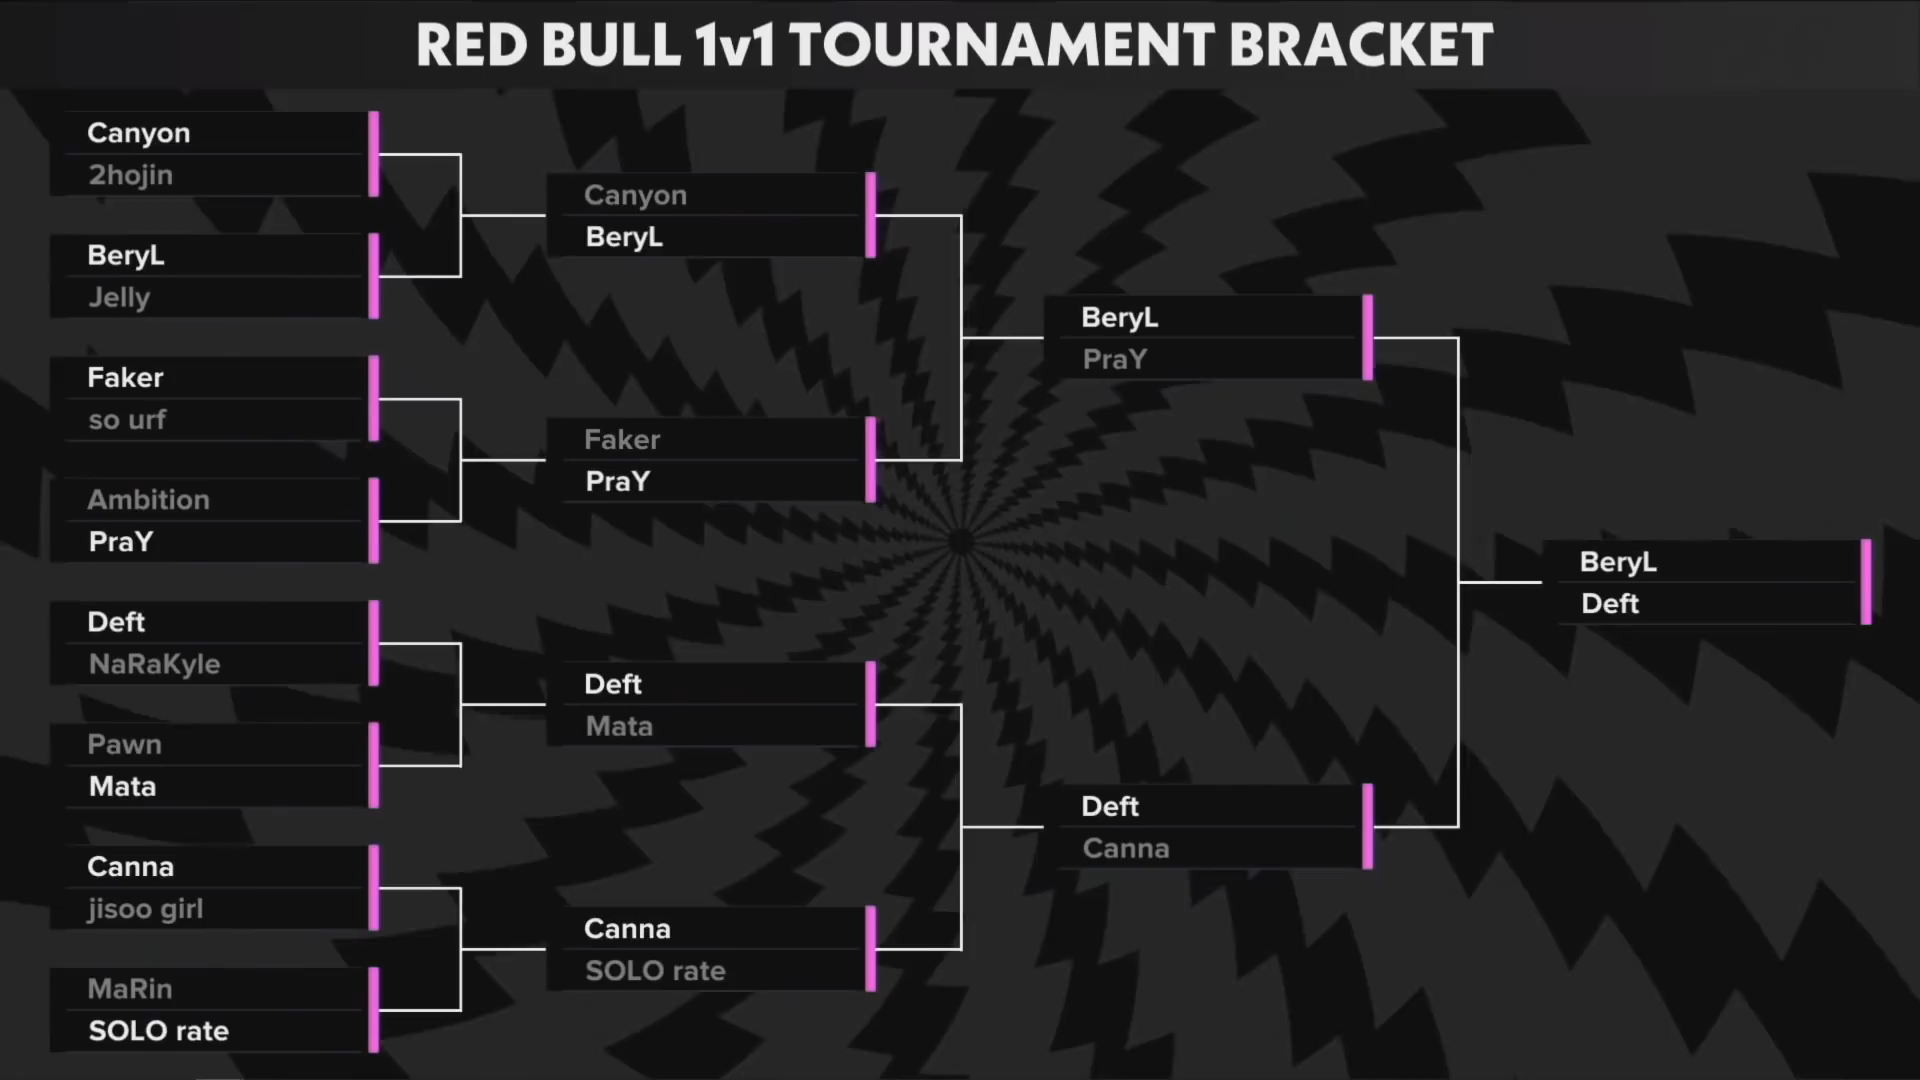 RED BULL 1v1 TOURNAMENT BRACKET
Canyon
2hojin
BeryL
Jelly
Faker
so urf
Ambition
PraY
Deft
NaRaKyle
Pawn
Mata
Canna
jisoo girl
MaRin
SOLO rate
Canyon
BeryL
Faker
PraY
Deft
Mata
Canna
SOLO rate
BeryL
PraY
Deft
Canna
BeryL
Deft